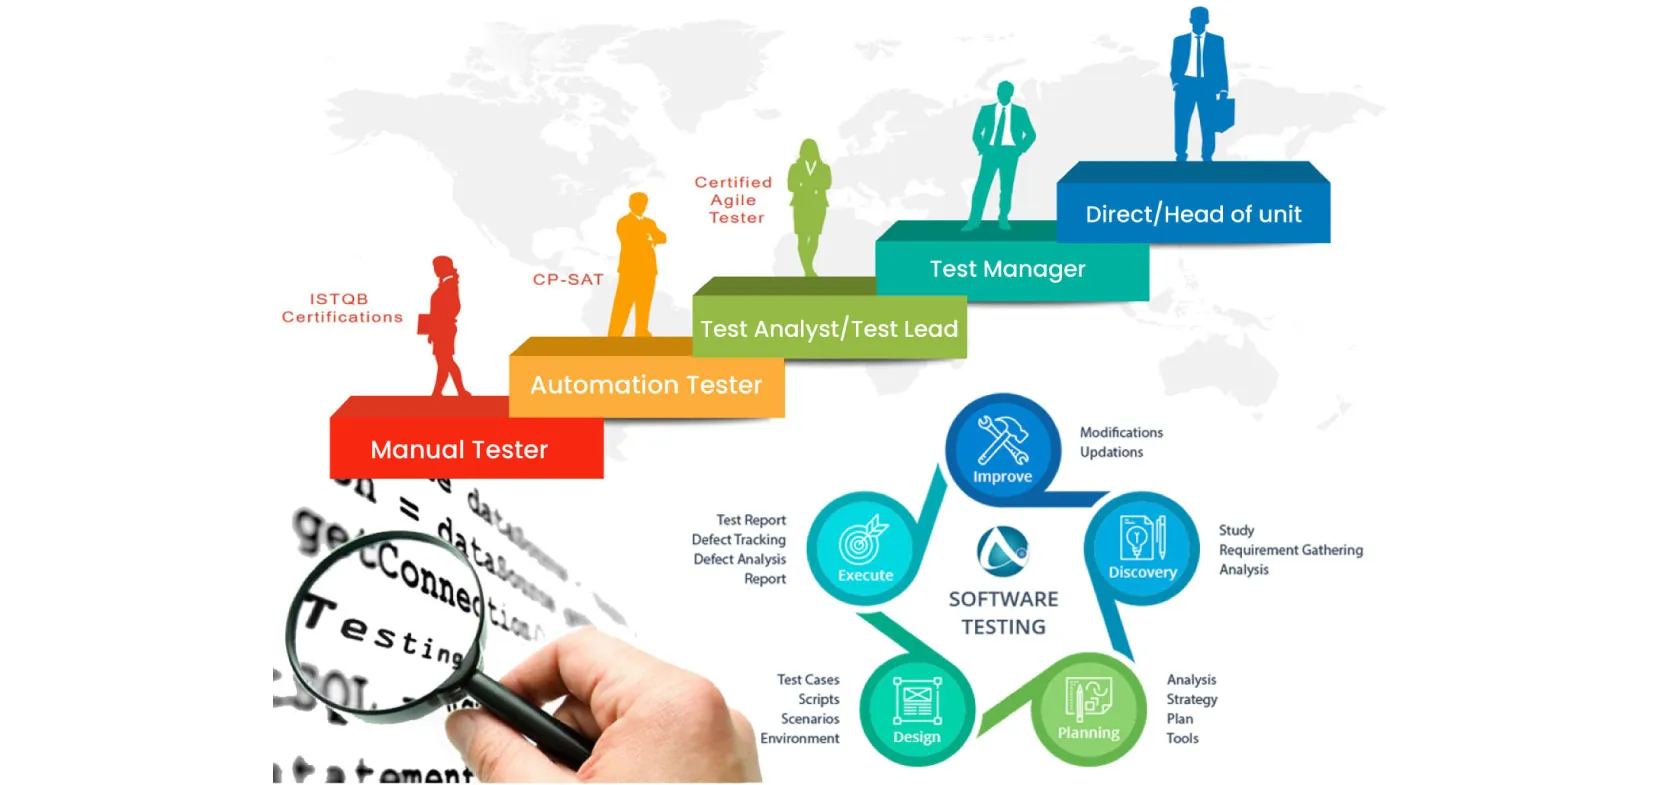 Direct/Head of unit
Certified
Agile
Tester
Test Manager
CP-SAT
ISTQB
Certifications
Test Analyst/Test Lead
Automation Tester
Manual Tester
Improve
Modifications
Updations
Test Report
Defect Tracking
Defect Analysis
Report
Execute
Discovery
Study
Requirement Gathering
Analysis
SOFTWARE
TESTING
Test Cases
Scripts
Scenarios
Environment
Design
Planning
Analysis
Strategy
Plan
Tools
= dataSource
getConnection(
Testing
SQL
tatement